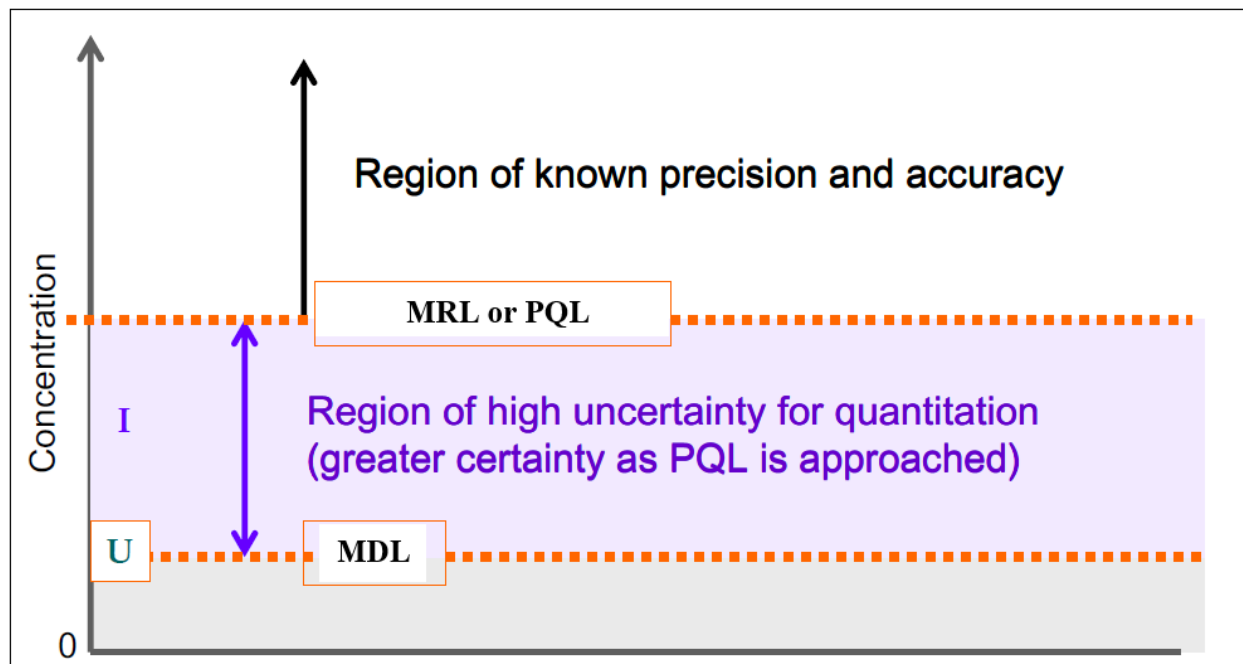 Region of known precision and accuracy
MRL or PQL
Concentration
I
Region of high uncertainty for quantitation
(greater certainty as PQL is approached)
U
MDL
0